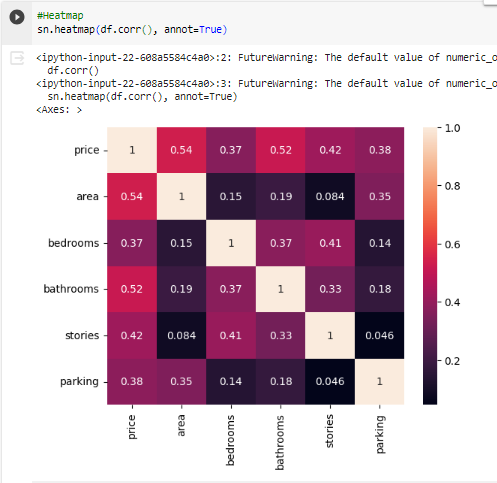 #Heatmap
sn.heatmap(df.corr(), annot=True)
<ipython-input-22-608a5584c4a0>:2: FutureWarning: The default value of numeric_o
df.corr()
<ipython-input-22-608a5584c4a0>:3: FutureWarning: The default value of numeric_o
sn.heatmap(df.corr(), annot=True)
<Axes: >
price 1 0.54 0.37 0.52 0.42 0.38
area 0.54 1 0.15 0.19 0.084 0.35
bedrooms 0.37 0.15 1 0.37 0.41 0.14
bathrooms 0.52 0.19 0.37 1 0.33 0.18
stories 0.42 0.084 0.41 0.33 1 0.046
parking 0.38 0.35 0.14 0.18 0.046 1
price area bedrooms bathrooms stories parking
1.0
0.8
0.6
0.4
0.2